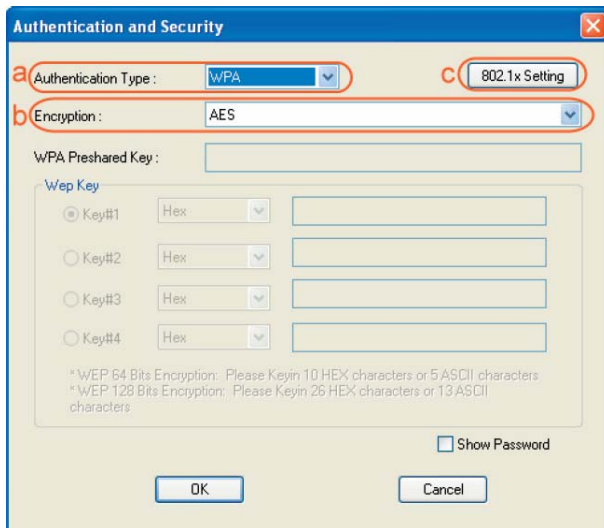 Authentication and Security
a Authentication Type : WPA c 802.1x Setting
b Encryption : AES
WPA Preshared Key :
Wep Key
Key#1 Hex
Key#2 Hex
Key#3 Hex
Key#4 Hex
* WEP 64 Bits Encryption: Please Keyin 10 HEX characters or 5 ASCII characters
* WEP 128 Bits Encryption: Please Keyin 26 HEX characters or 13 ASCII
characters
Show Password
OK Cancel